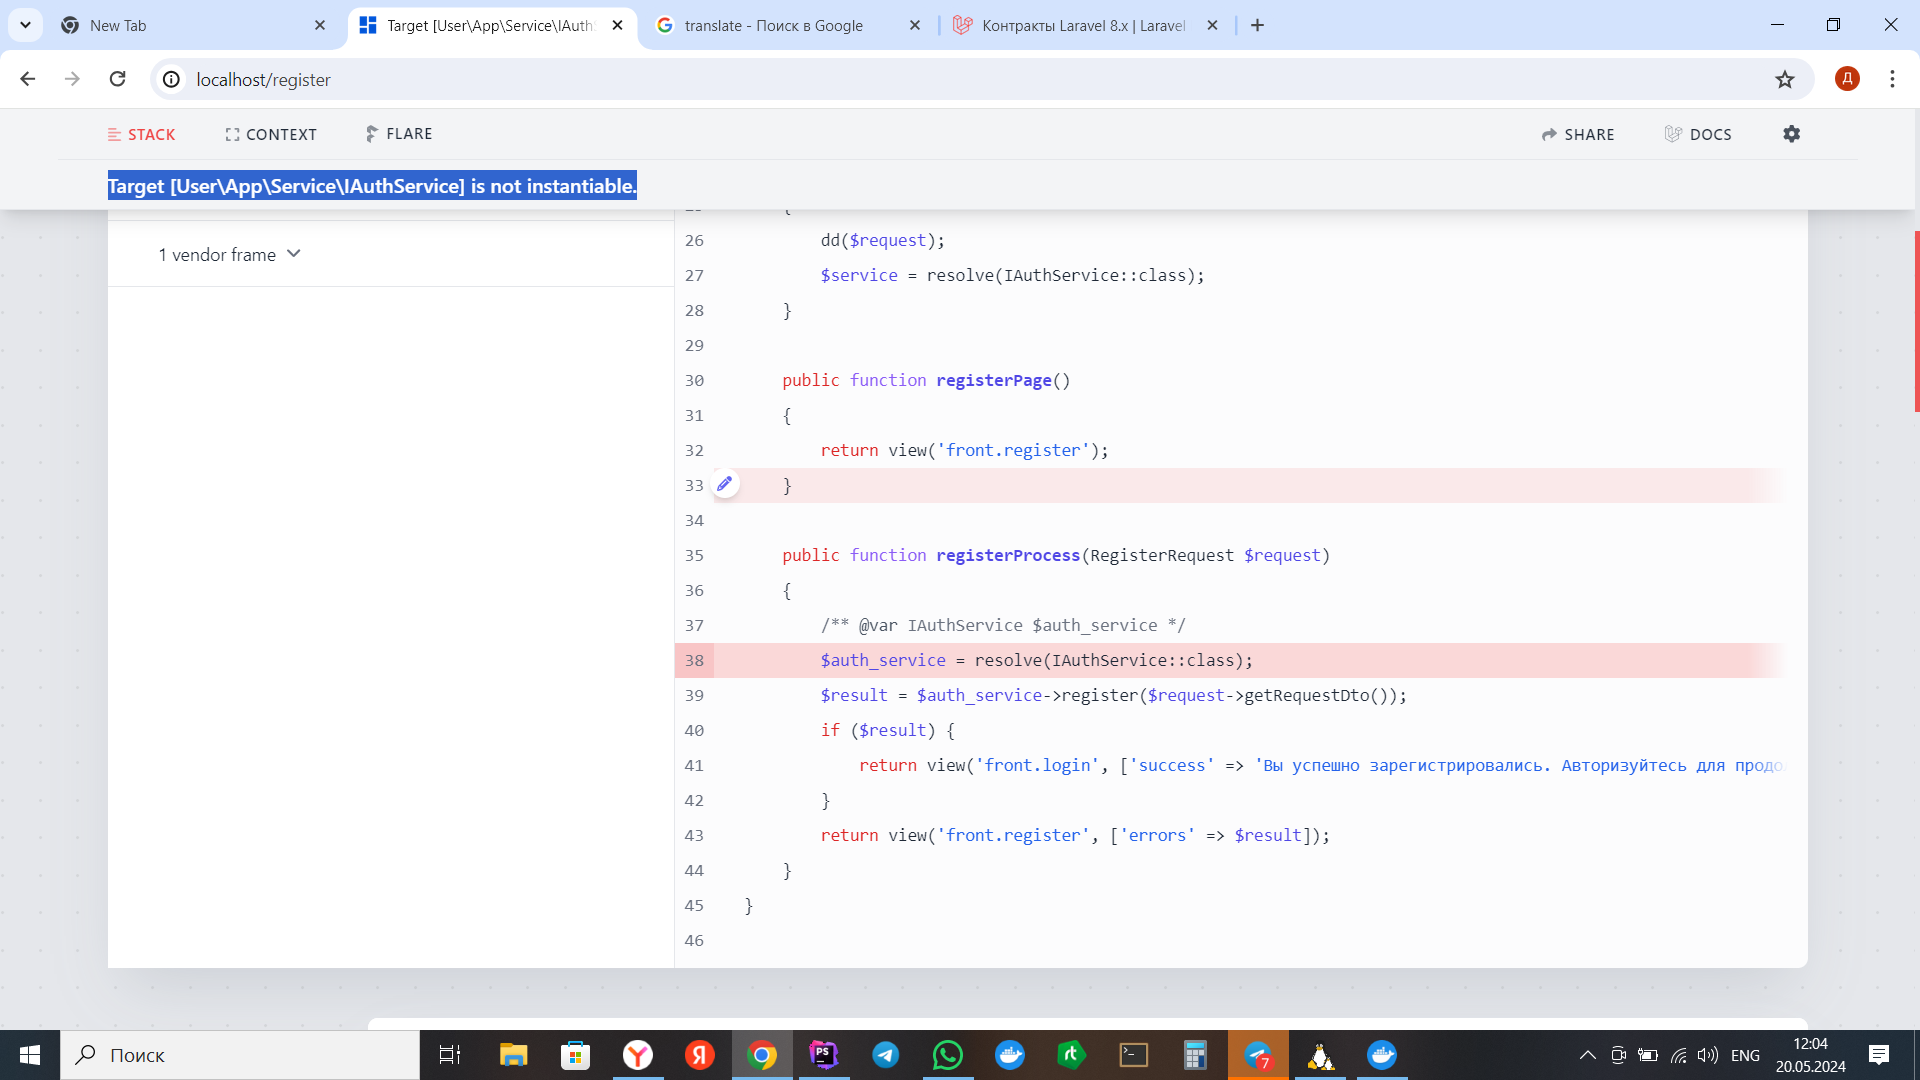 New Tab
Target [User\App\Service\IAuth
translate - Поиск в Google
Контракты Laravel 8.x | Laravel
localhost/register
Д
STACK
CONTEXT
FLARE
SHARE
DOCS
Target [User\App\Service\IAuthService] is not instantiable.
1 vendor frame
26 dd($request);
27 $service = resolve(IAuthService::class);
28 }
29
30 public function registerPage()
31 {
32 return view('front.register');
33 }
34
35 public function registerProcess(RegisterRequest $request)
36 {
37 /** @var IAuthService $auth_service */
38 $auth_service = resolve(IAuthService::class);
39 $result = $auth_service->register($request->getRequestDto());
40 if ($result) {
41 return view('front.login', ['success' => 'Вы успешно зарегистрировались. Авторизуйтесь для продо
42 }
43 return view('front.register', ['errors' => $result]);
44 }
45 }
46
Поиск
Y
Я
PS
rt
7
ENG
12:04
20.05.2024